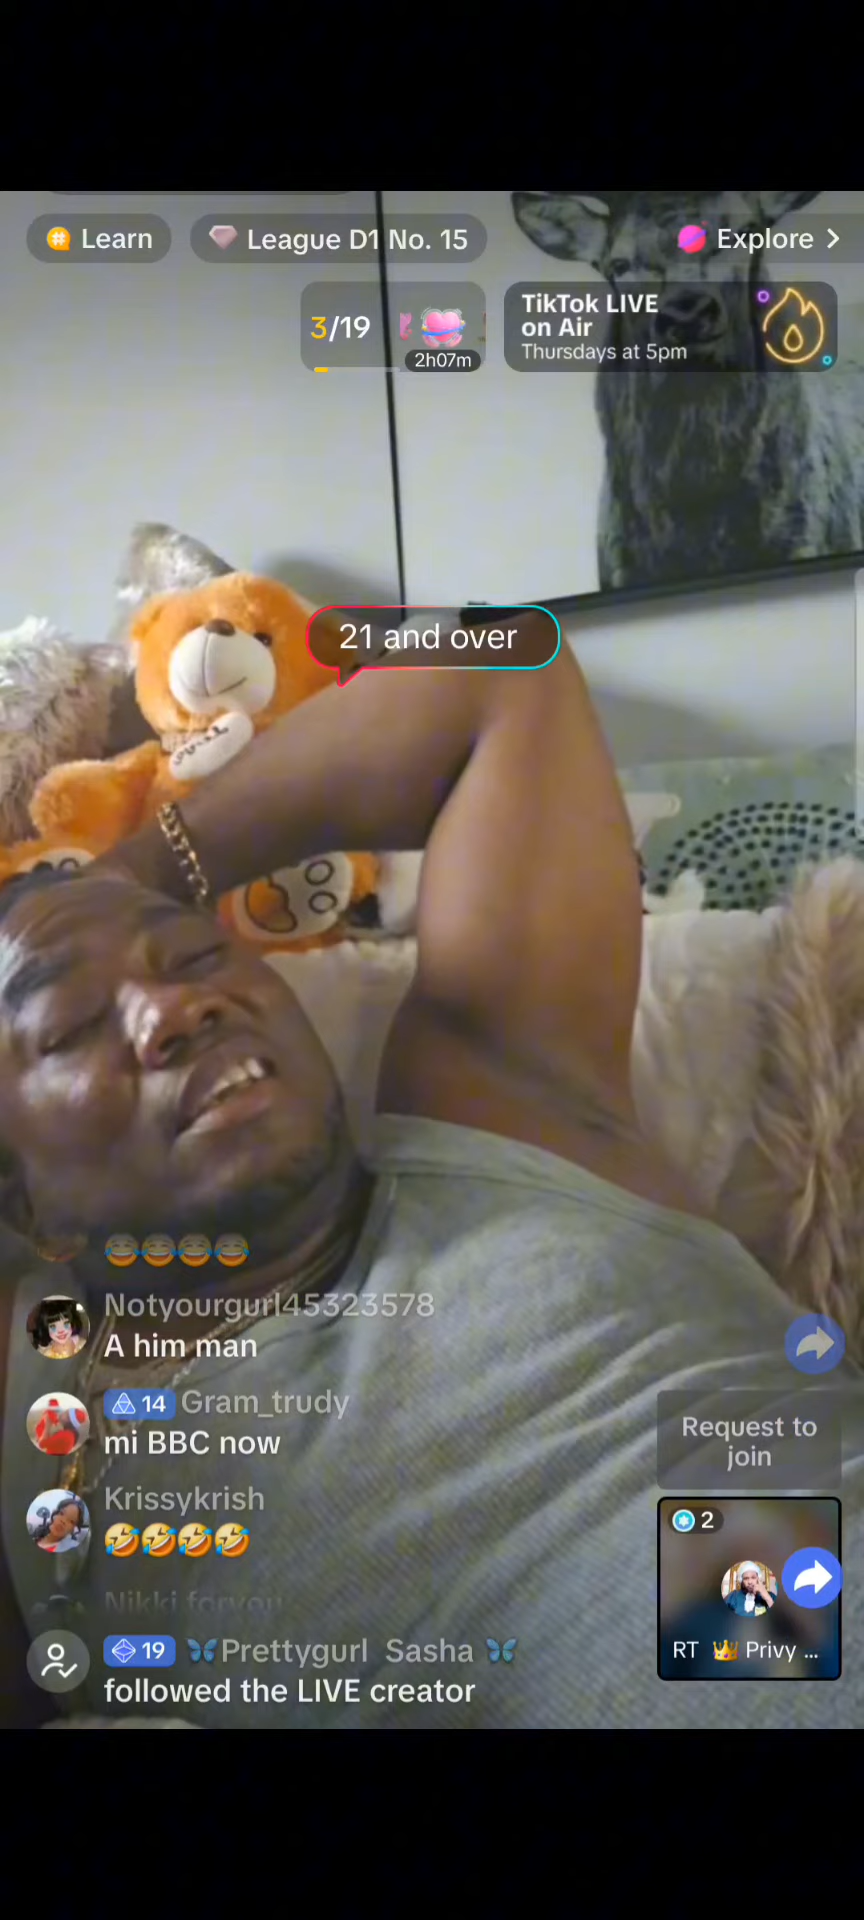 Learn
League D1 No. 15
Explore
3/19
2h07m
TikTok LIVE
on Air
Thursdays at 5pm
21 and over
😂😂😂😂
Notyourgurl45323578
A him man
14 Gram_trudy
mi BBC now
Krissykrish
🤣🤣🤣🤣
Nikki foryou
Request to
join
2
RT 👑 Privy ...
19 🦋Prettygurl Sasha 🦋
followed the LIVE creator